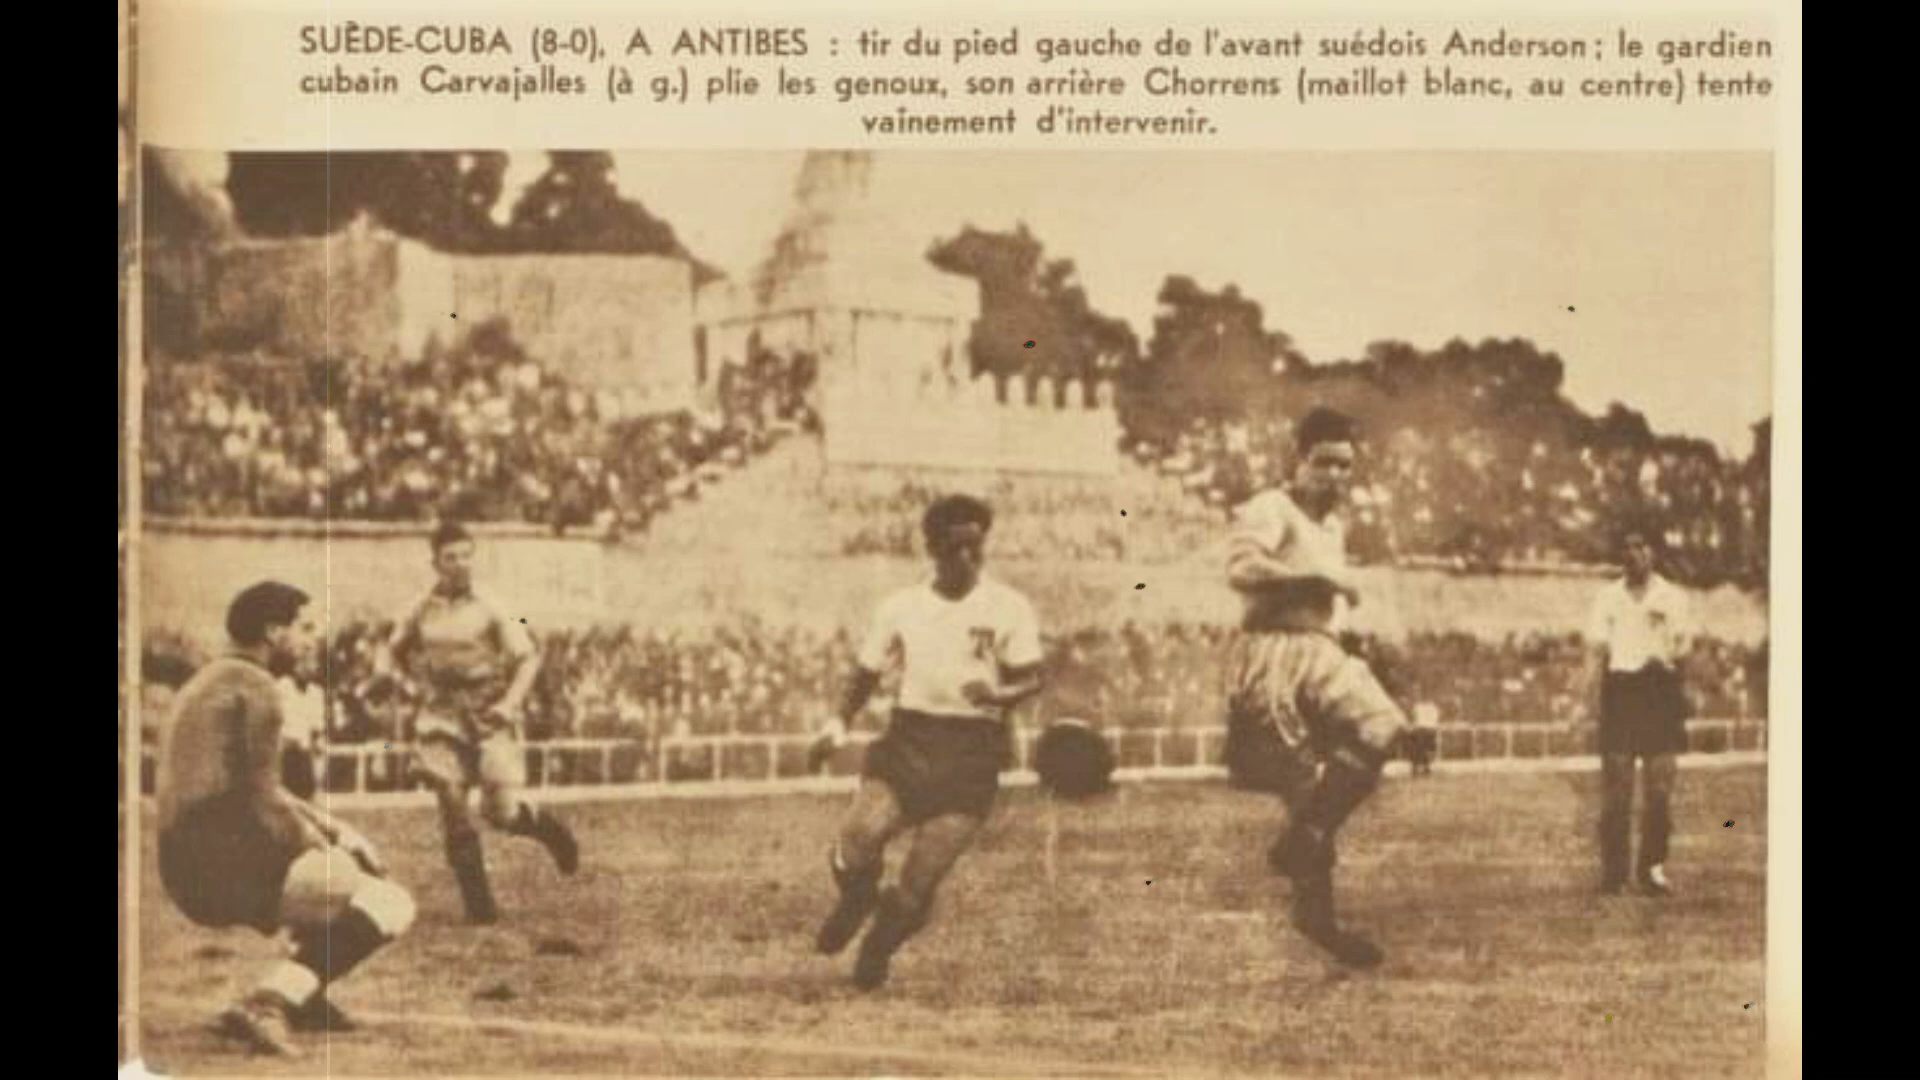 SUÈDE-CUBA (8-0), A ANTIBES : tir du pied gauche de l'avant suédois Anderson ; le gardien
cubain Carvajalles (à g.) plie les genoux, son arrière Chorrens (maillot blanc, au centre) tente
vainement d'intervenir.